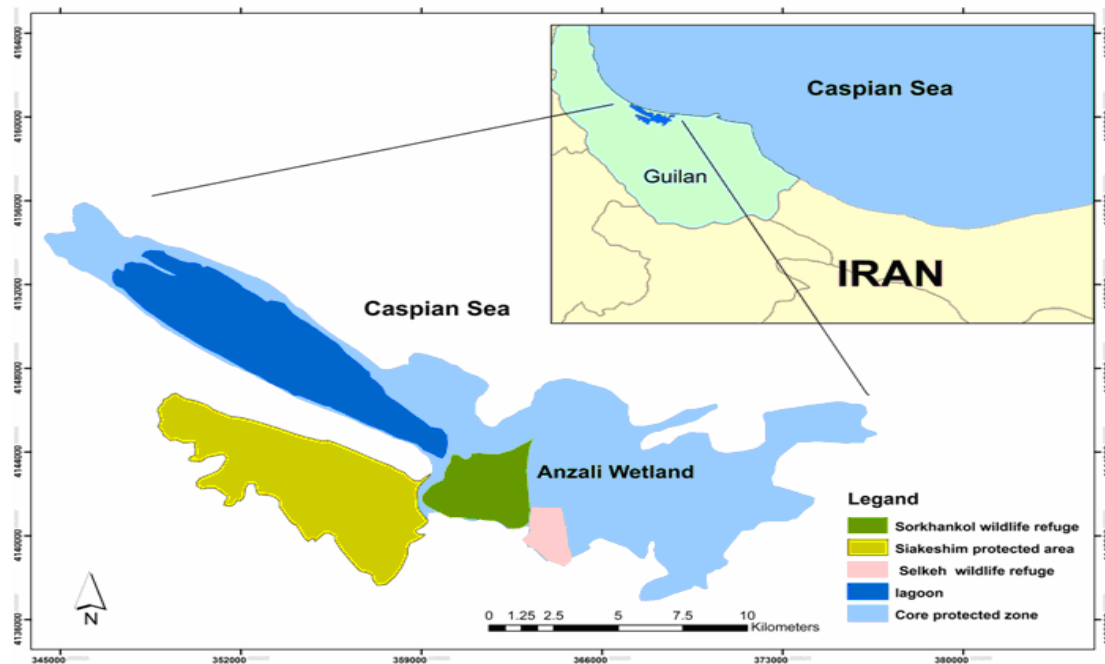 4164000
4160000
4156000
4152000
4148000
4144000
4140000
4136000
Caspian Sea
Guilan
IRAN
Caspian Sea
Anzali Wetland
Legand
Sorkhankol wildlife refuge
Siakeshim protected area
Selkeh wildlife refuge
lagoon
Core protected zone
N
0 1.25 2.5 5 7.5 10
Kilometers
345000 352000 359000 366000 373000 380000